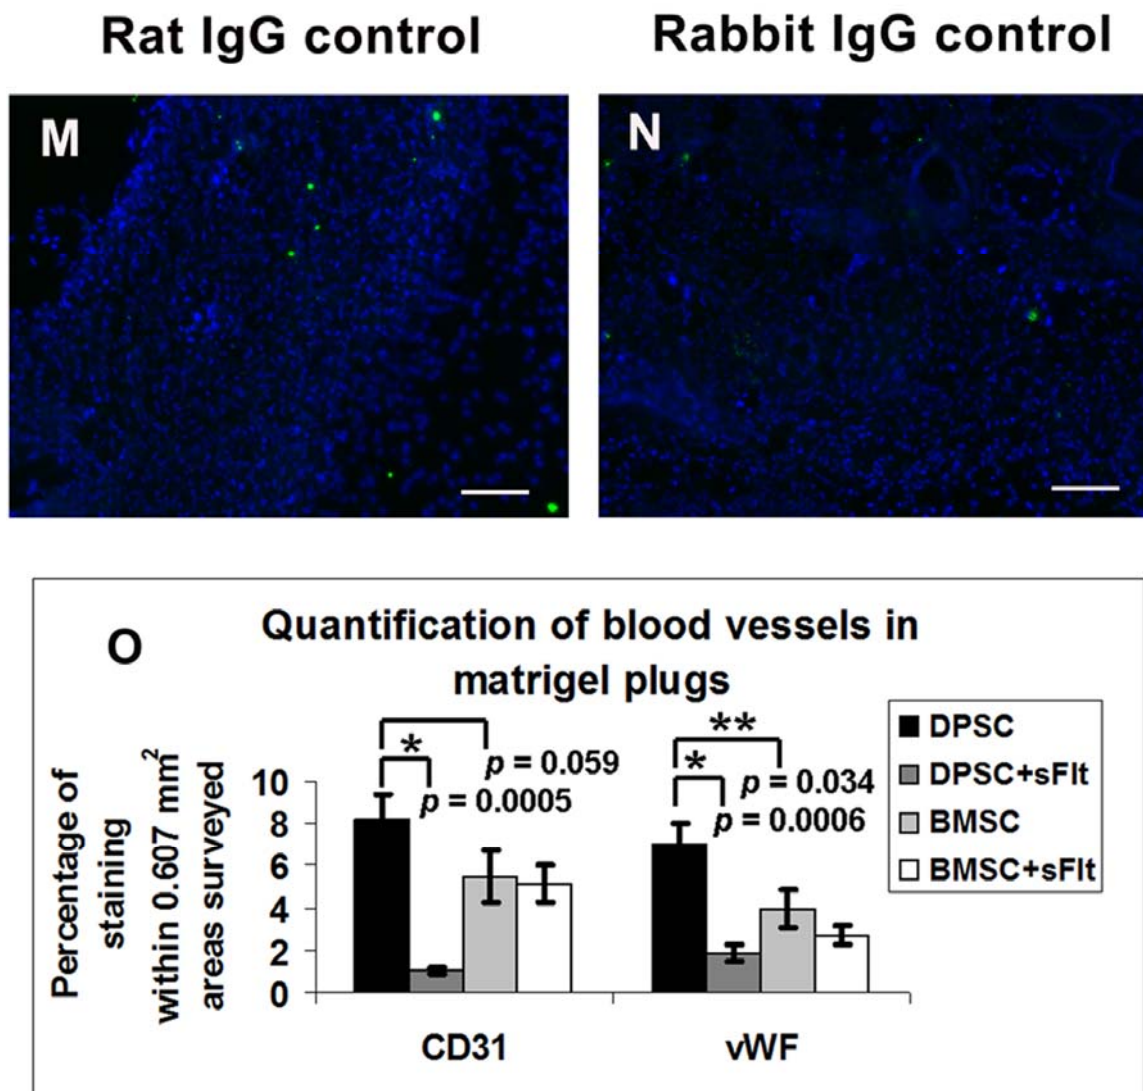 Rat IgG control
Rabbit IgG control
M
N
O
Quantification of blood vessels in
matrigel plugs
Percentage of
staining
within 0.607 mm²
areas surveyed
10
8
6
4
2
0
*
p = 0.059
p = 0.0005
**
*
p = 0.034
p = 0.0006
CD31
vWF
DPSC
DPSC+sFlt
BMSC
BMSC+sFlt